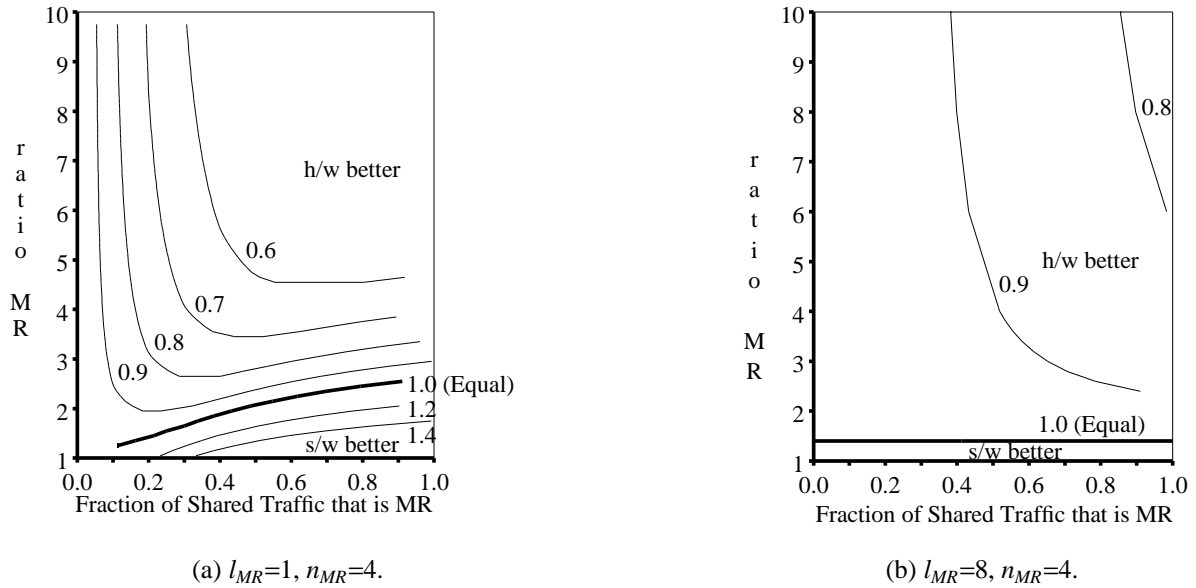 10
9
8
7
6
5
4
3
2
1
ratio MR
h/w better
0.6
0.7
0.8
0.9
1.0 (Equal)
1.2
1.4
s/w better
0.0 0.2 0.4 0.6 0.8 1.0
Fraction of Shared Traffic that is MR
(a) lMR=1, nMR=4.
10
9
8
7
6
5
4
3
2
1
ratio MR
0.8
h/w better
0.9
1.0 (Equal)
s/w better
0.0 0.2 0.4 0.6 0.8 1.0
Fraction of Shared Traffic that is MR
(b) lMR=8, nMR=4.